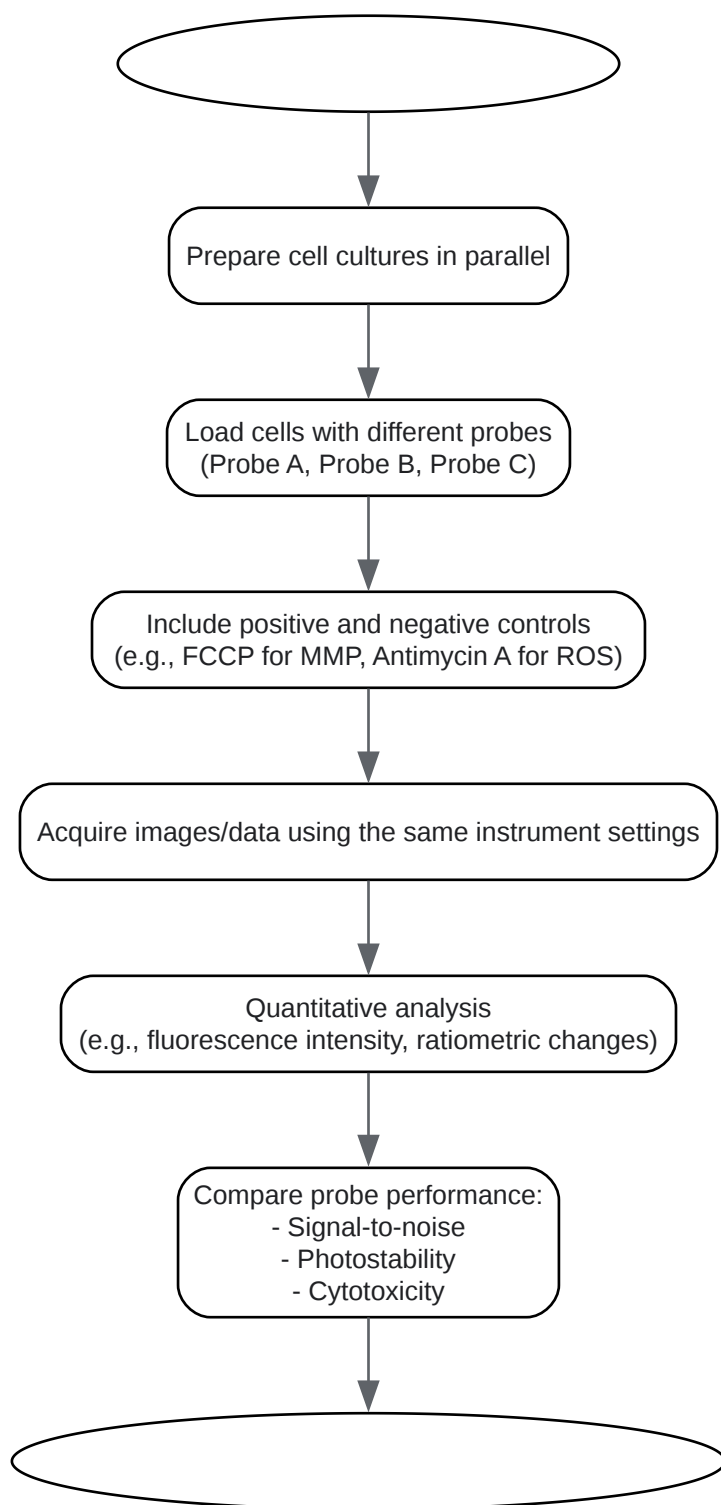 Prepare cell cultures in parallel
Load cells with different probes
(Probe A, Probe B, Probe C)
Include positive and negative controls
(e.g., FCCP for MMP, Antimycin A for ROS)
Acquire images/data using the same instrument settings
Quantitative analysis
(e.g., fluorescence intensity, ratiometric changes)
Compare probe performance:
- Signal-to-noise
- Photostability
- Cytotoxicity